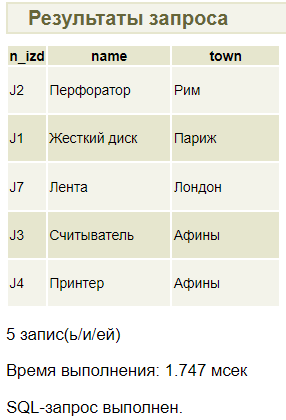 Результаты запроса
n_izd name town
J2 Перфоратор Рим
J1 Жесткий диск Париж
J7 Лента Лондон
J3 Считыватель Афины
J4 Принтер Афины
5 запис(ь/и/ей)
Время выполнения: 1.747 мсек
SQL-запрос выполнен.